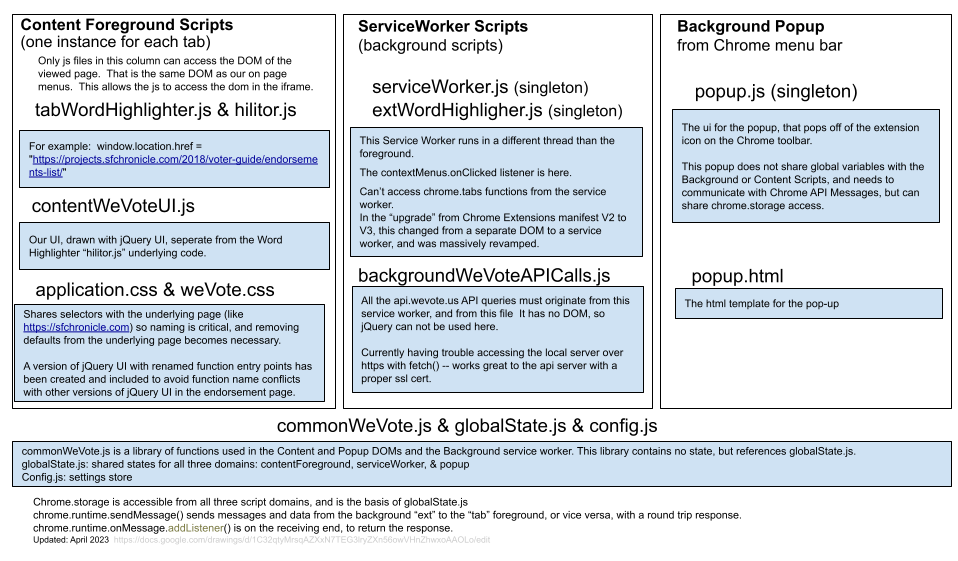 Content Foreground Scripts
(one instance for each tab)
Only js files in this column can access the DOM of the
viewed page.  That is the same DOM as our on page
menus.  This allows the js to access the dom in the iframe.
tabWordHighlighter.js & hilitor.js
For example:  window.location.href =
"https://projects.sfchronicle.com/2018/voter-guide/endorseme
nts-list/"
contentWeVoteUI.js
Our UI, drawn with jQuery UI, seperate from the Word
Highlighter “hilitor.js” underlying code.
application.css & weVote.css
Shares selectors with the underlying page (like
https://sfchronicle.com) so naming is critical, and removing
defaults from the underlying page becomes necessary.
A version of jQuery UI with renamed function entry points has
been created and included to avoid function name conflicts
with other versions of jQuery UI in the endorsement page.
ServiceWorker Scripts
(background scripts)
serviceWorker.js (singleton)
extWordHighligher.js (singleton)
This Service Worker runs in a different thread than the
foreground.
The contextMenus.onClicked listener is here.
Can’t access chrome.tabs functions from the service
worker.
In the “upgrade” from Chrome Extensions manifest V2 to
V3, this changed from a separate DOM to a service
worker, and was massively revamped.
backgroundWeVoteAPICalls.js
All the api.wevote.us API queries must originate from this
service worker, and from this file  It has no DOM, so
jQuery can not be used here.
Currently having trouble accessing the local server over
https with fetch() -- works great to the api server with a
proper ssl cert.
Background Popup
from Chrome menu bar
popup.js (singleton)
The ui for the popup, that pops off of the extension
icon on the Chrome toolbar.
This popup does not share global variables with the
Background or Content Scripts, and needs to
communicate with Chrome API Messages, but can
share chrome.storage access.
popup.html
The html template for the pop-up
commonWeVote.js & globalState.js & config.js
commonWeVote.js is a library of functions used in the Content and Popup DOMs and the Background service worker. This library contains no state, but references globalState.js.
globalState.js: shared states for all three domains: contentForeground, serviceWorker, & popup
Config.js: settings store
Chrome.storage is accessible from all three script domains, and is the basis of globalState.js
chrome.runtime.sendMessage() sends messages and data from the background “ext” to the “tab” foreground, or vice versa, with a round trip response.
chrome.runtime.onMessage.addListener() is on the receiving end, to return the response.
Updated: April 2023